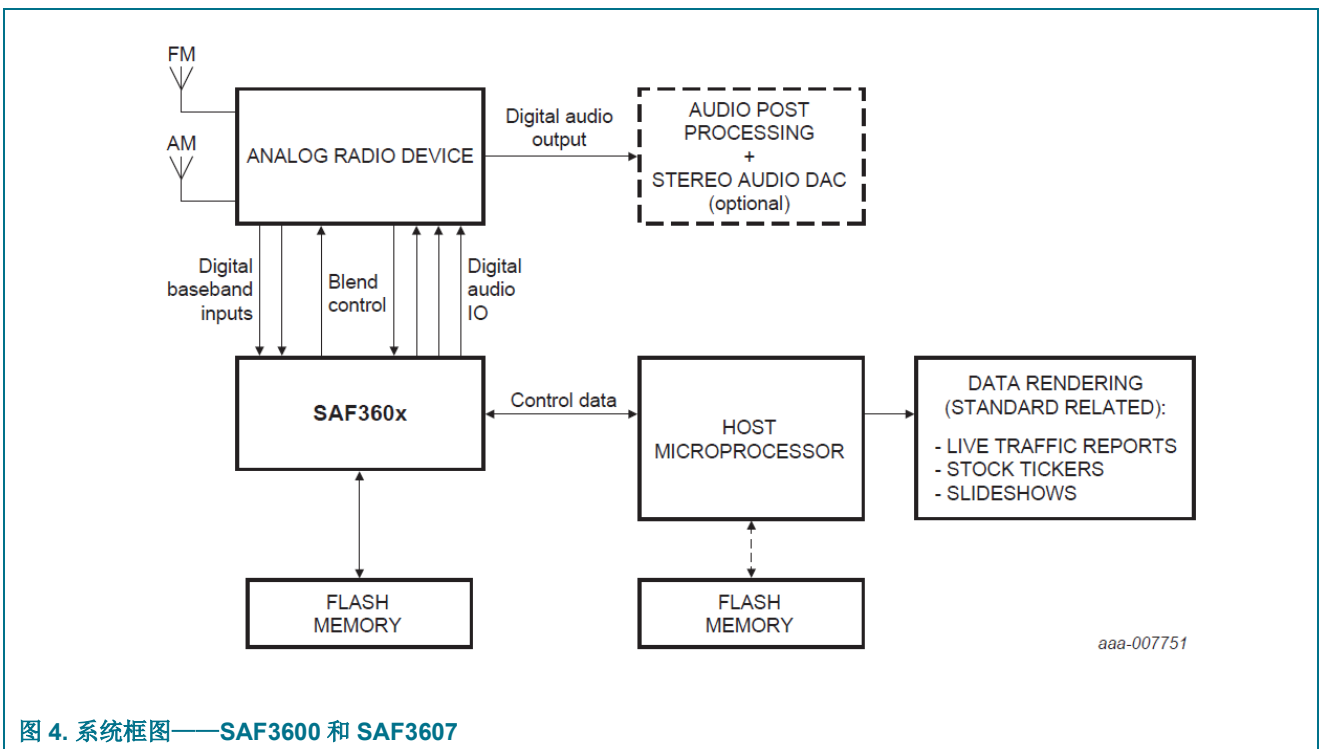 FM
AM
ANALOG RADIO DEVICE
Digital audio
output
AUDIO POST
PROCESSING
+
STEREO AUDIO DAC
(optional)
Digital
baseband
inputs
Blend
control
Digital
audio
IO
SAF360x
Control data
HOST
MICROPROCESSOR
DATA RENDERING
(STANDARD RELATED):
- LIVE TRAFFIC REPORTS
- STOCK TICKERS
- SLIDESHOWS
FLASH
MEMORY
FLASH
MEMORY
aaa-007751
图 4. 系统框图——SAF3600 和 SAF3607